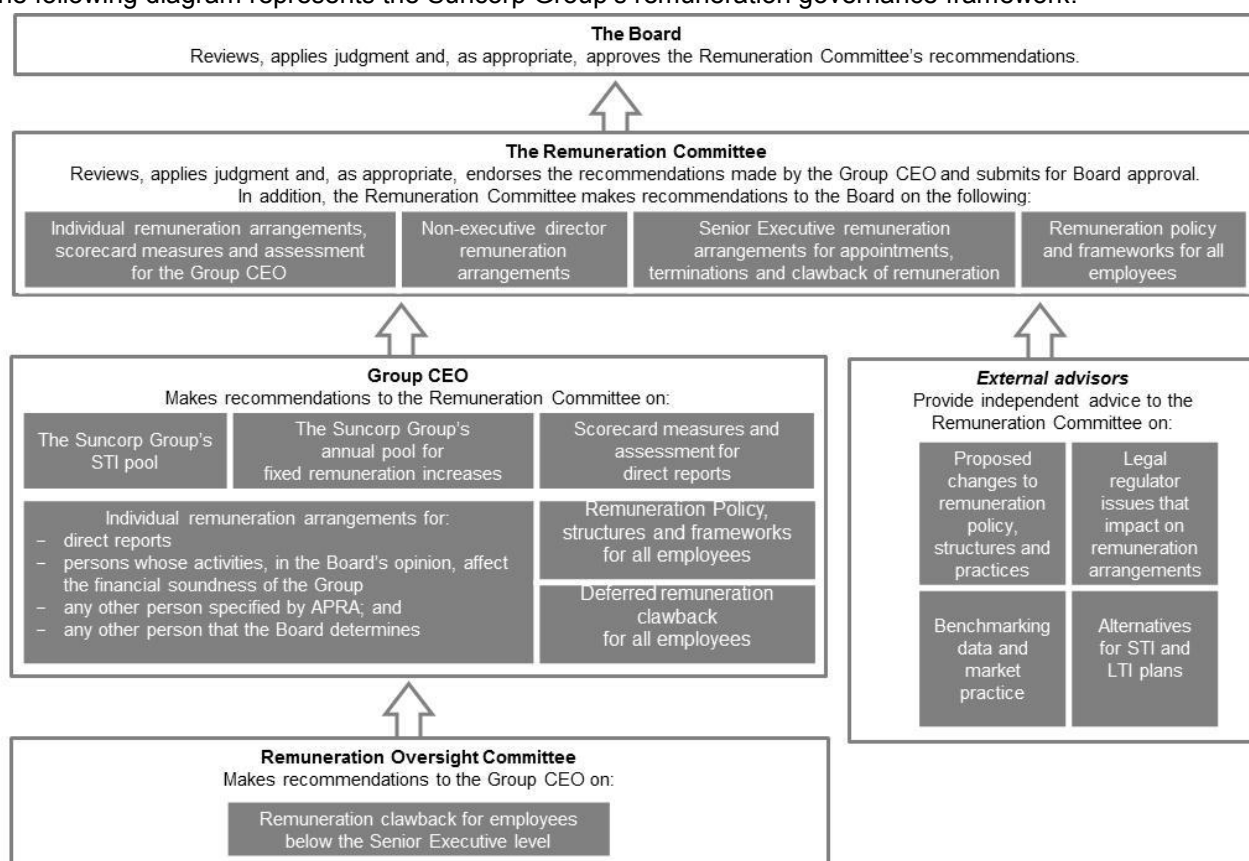 he following diagram represents the Suncorp Group's remuneration governance framework.
The Board
Reviews, applies judgment and, as appropriate, approves the Remuneration Committee's recommendations.
The Remuneration Committee
Reviews, applies judgment and, as appropriate, endorses the recommendations made by the Group CEO and submits for Board approval.
In addition, the Remuneration Committee makes recommendations to the Board on the following:
Individual remuneration arrangements,
scorecard measures and assessment
for the Group CEO
Non-executive director
remuneration
arrangements
Senior Executive remuneration
arrangements for appointments,
terminations and clawback of remuneration
Remuneration policy
and frameworks for all
employees
Group CEO
Makes recommendations to the Remuneration Committee on:
The Suncorp Group's
STI pool
The Suncorp Group's
annual pool for
fixed remuneration increases
Scorecard measures and
assessment for
direct reports
Individual remuneration arrangements for:
– direct reports
– persons whose activities, in the Board's opinion, affect
the financial soundness of the Group
– any other person specified by APRA; and
– any other person that the Board determines
Remuneration Policy,
structures and frameworks
for all employees
Deferred remuneration
clawback
for all employees
External advisors
Provide independent advice to the
Remuneration Committee on:
Proposed
changes to
remuneration
policy,
structures and
practices
Legal
regulator
issues that
impact on
remuneration
arrangements
Benchmarking
data and
market
practice
Alternatives
for STI and
LTI plans
Remuneration Oversight Committee
Makes recommendations to the Group CEO on:
Remuneration clawback for employees
below the Senior Executive level